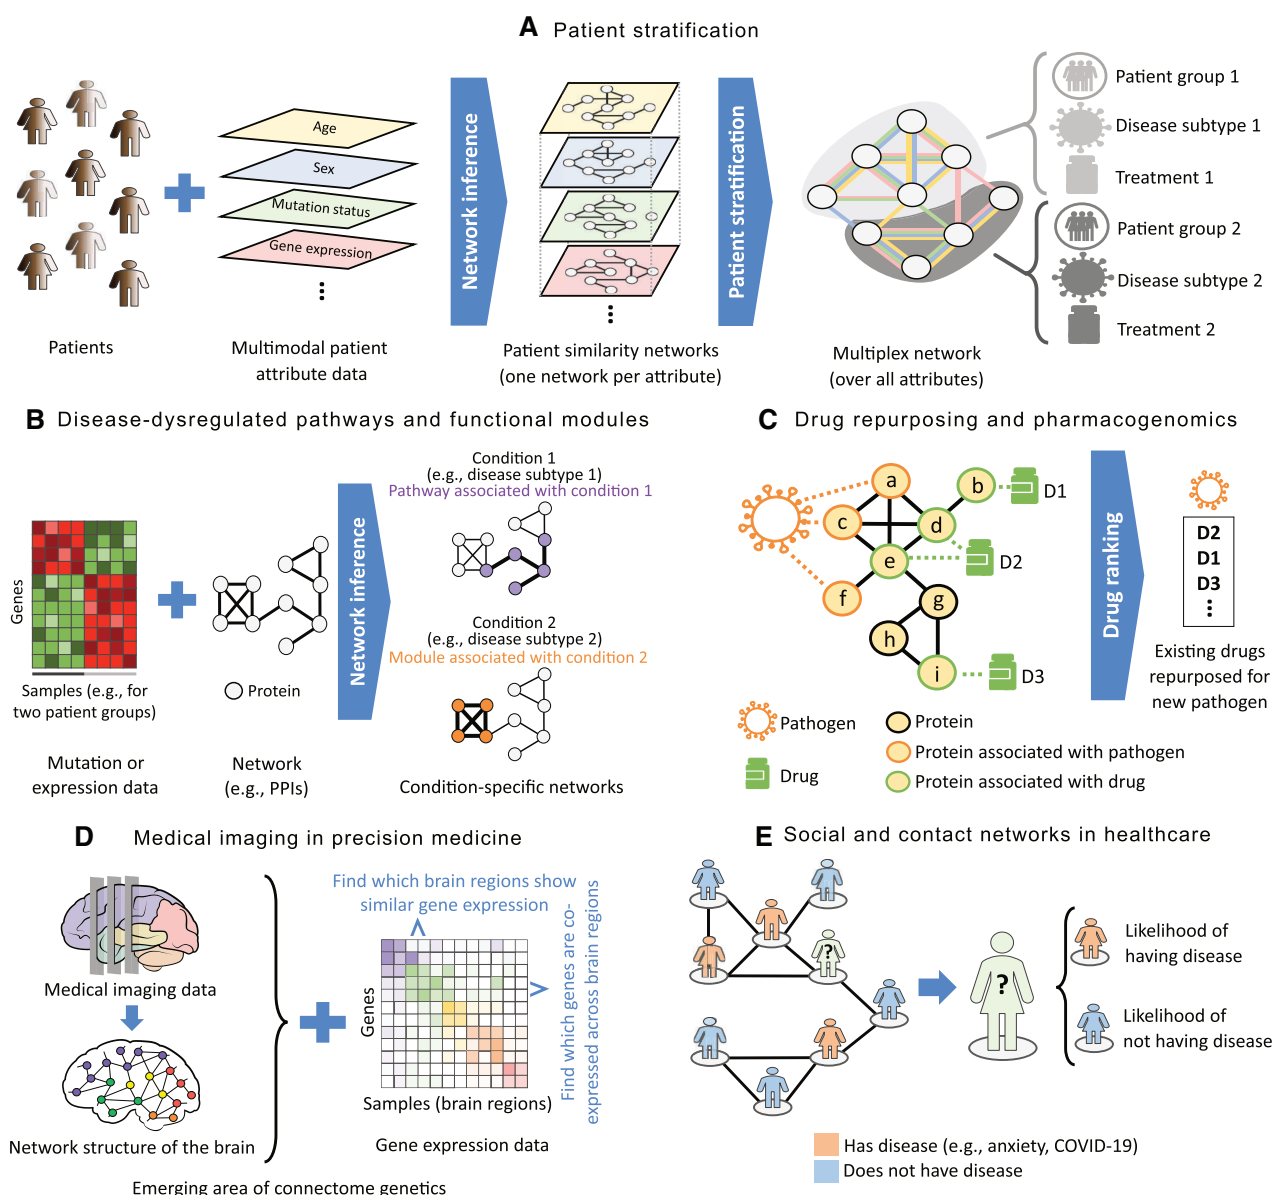 A Patient stratification
Age
Sex
Mutation status
Gene expression
Network inference
Patient stratification
Patient group 1
Disease subtype 1
Treatment 1
Patient group 2
Disease subtype 2
Treatment 2
Patients
Multimodal patient
attribute data
Patient similarity networks
(one network per attribute)
Multiplex network
(over all attributes)
B Disease-dysregulated pathways and functional modules
Genes
Samples (e.g., for
two patient groups)
Mutation or
expression data
Protein
Network
(e.g., PPIs)
Network inference
Condition 1
(e.g., disease subtype 1)
Pathway associated with condition 1
Condition 2
(e.g., disease subtype 2)
Module associated with condition 2
Condition-specific networks
C Drug repurposing and pharmacogenomics
a
b
D1
c
d
e
D2
f
g
h
i
D3
Pathogen
Drug
Protein
Protein associated with pathogen
Protein associated with drug
Drug ranking
D2
D1
D3
Existing drugs
repurposed for
new pathogen
D Medical imaging in precision medicine
Medical imaging data
Network structure of the brain
Find which brain regions show
similar gene expression
Genes
Samples (brain regions)
Find which genes are co-
expressed across brain regions
Gene expression data
Emerging area of connectome genetics
E Social and contact networks in healthcare
?
?
Likelihood of
having disease
Likelihood of
not having disease
Has disease (e.g., anxiety, COVID-19)
Does not have disease